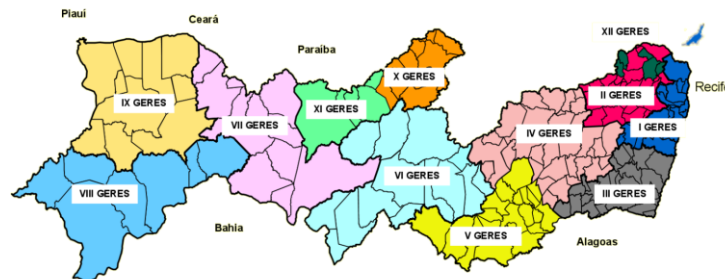 Piauí
Ceará
Paraíba
XII GERES
X GERES
Recife
IX GERES
XI GERES
II GERES
VII GERES
IV GERES
I GERES
VI GERES
VIII GERES
III GERES
Bahia
V GERES
Alagoas